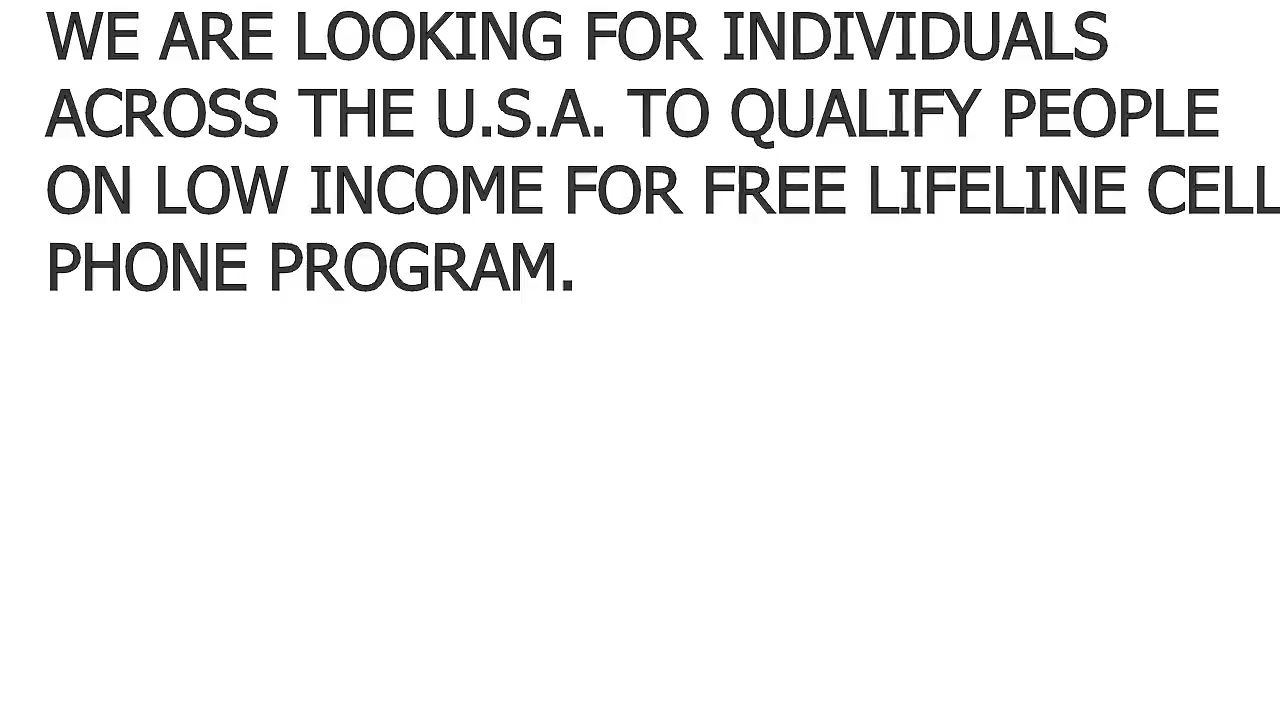 WE ARE LOOKING FOR INDIVIDUALS
ACROSS THE U.S.A. TO QUALIFY PEOPLE
ON LOW INCOME FOR FREE LIFELINE CELL
PHONE PROGRAM.